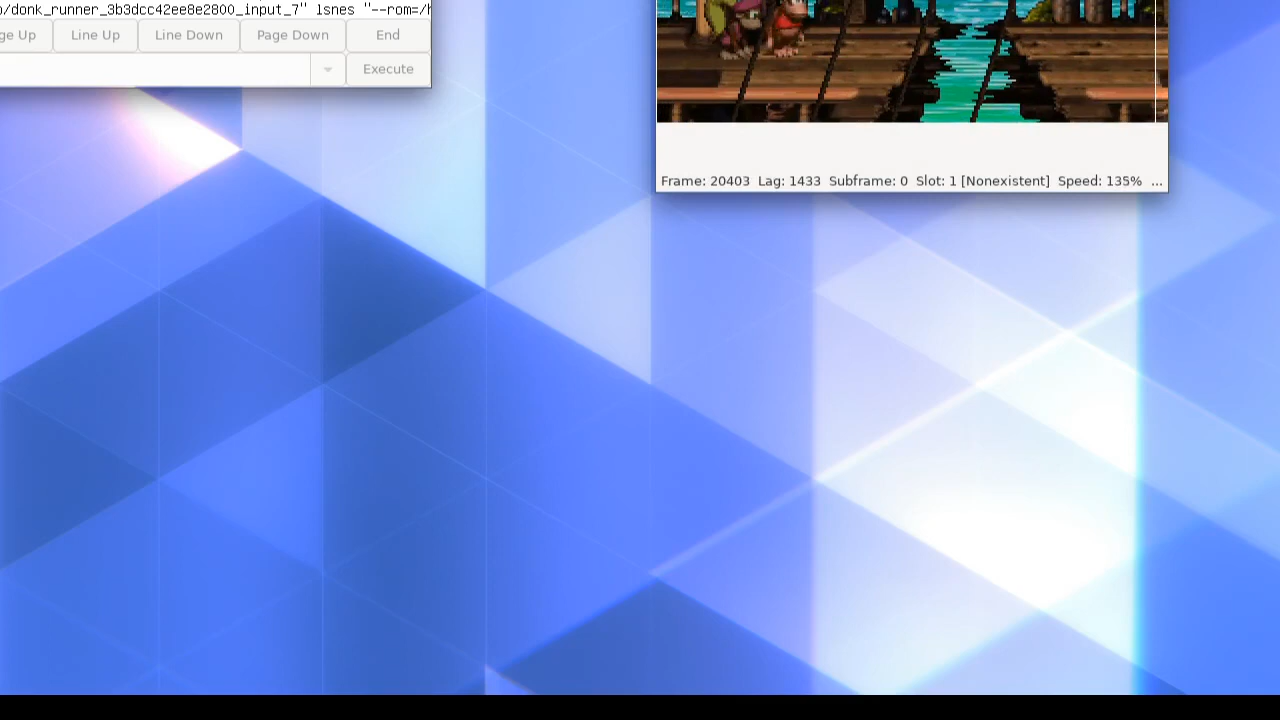 /donk_runner_3b3dcc42ee8e2800_input_7" lsnes "--rom=/
ge Up Line Up Line Down Page Down End
Execute
Frame: 20403 Lag: 1433 Subframe: 0 Slot: 1 [Nonexistent] Speed: 135% ...